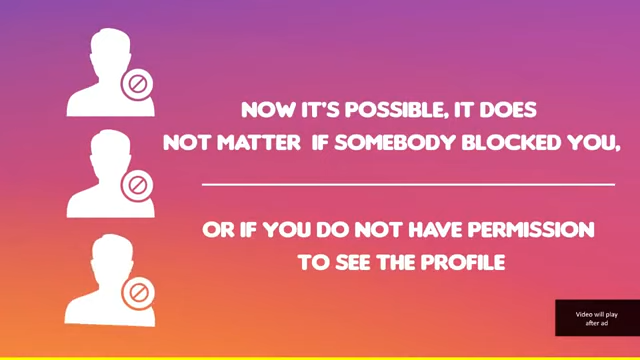 NOW IT'S POSSIBLE, IT DOES
NOT MATTER IF SOMEBODY BLOCKED YOU,
OR IF YOU DO NOT HAVE PERMISSION
TO SEE THE PROFILE
Video will play
after ad